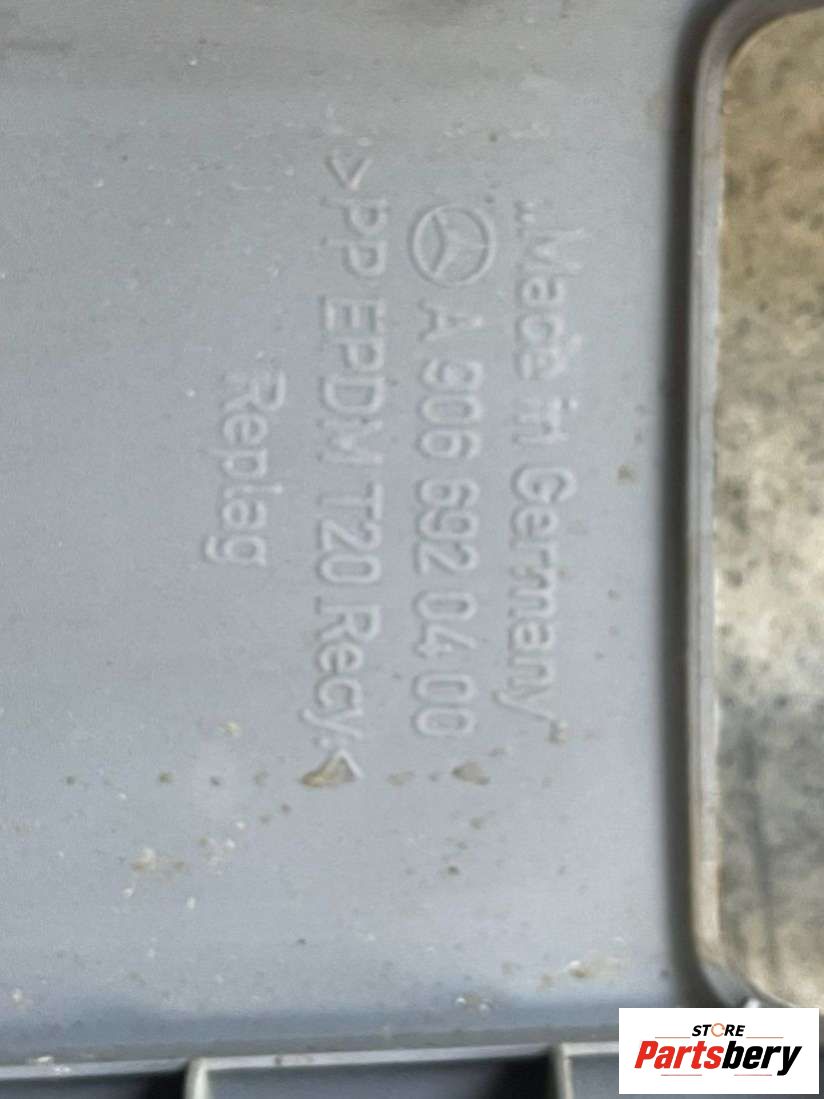 "Made in Germany"
A 906 692 04 00
>PP EPDM T20 Recy.<
Replag
STORE
Partsbery